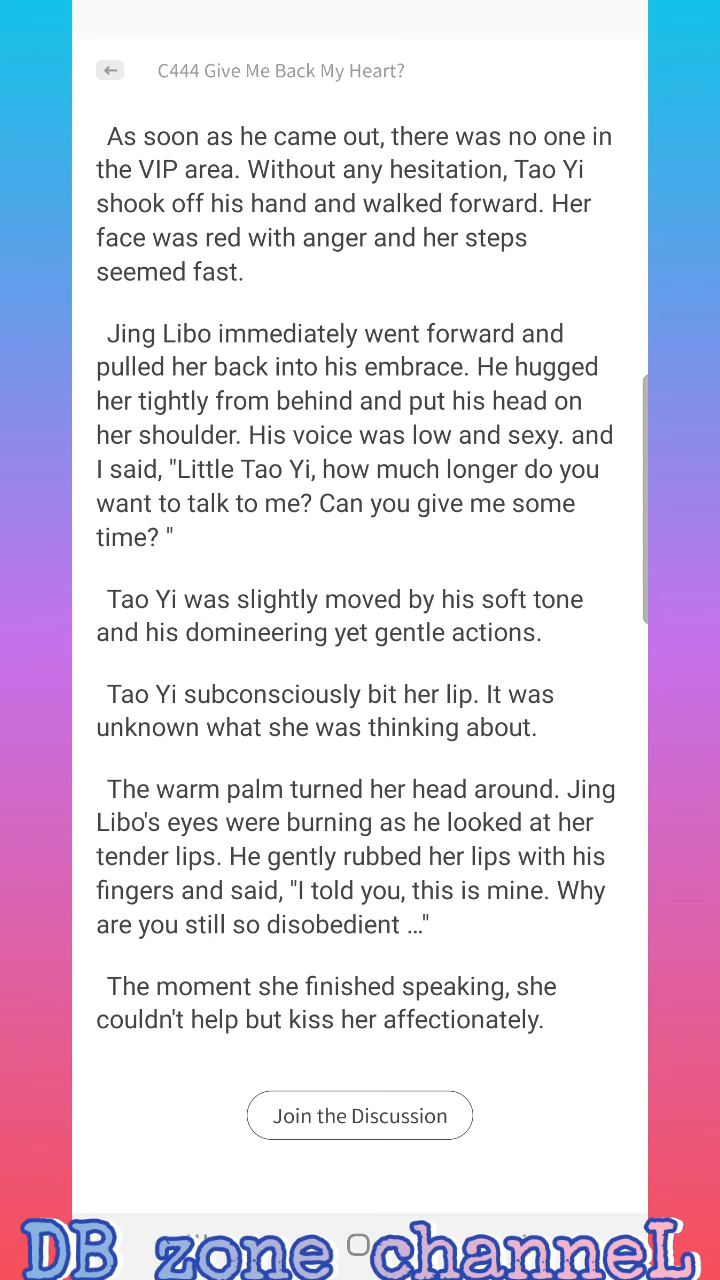 C444 Give Me Back My Heart?
As soon as he came out, there was no one in
the VIP area. Without any hesitation, Tao Yi
shook off his hand and walked forward. Her
face was red with anger and her steps
seemed fast.
Jing Libo immediately went forward and
pulled her back into his embrace. He hugged
her tightly from behind and put his head on
her shoulder. His voice was low and sexy. and
I said, "Little Tao Yi, how much longer do you
want to talk to me? Can you give me some
time? "
Tao Yi was slightly moved by his soft tone
and his domineering yet gentle actions.
Tao Yi subconsciously bit her lip. It was
unknown what she was thinking about.
The warm palm turned her head around. Jing
Libo's eyes were burning as he looked at her
tender lips. He gently rubbed her lips with his
fingers and said, "I told you, this is mine. Why
are you still so disobedient ..."
The moment she finished speaking, she
couldn't help but kiss her affectionately.
Join the Discussion
DB zone channeL